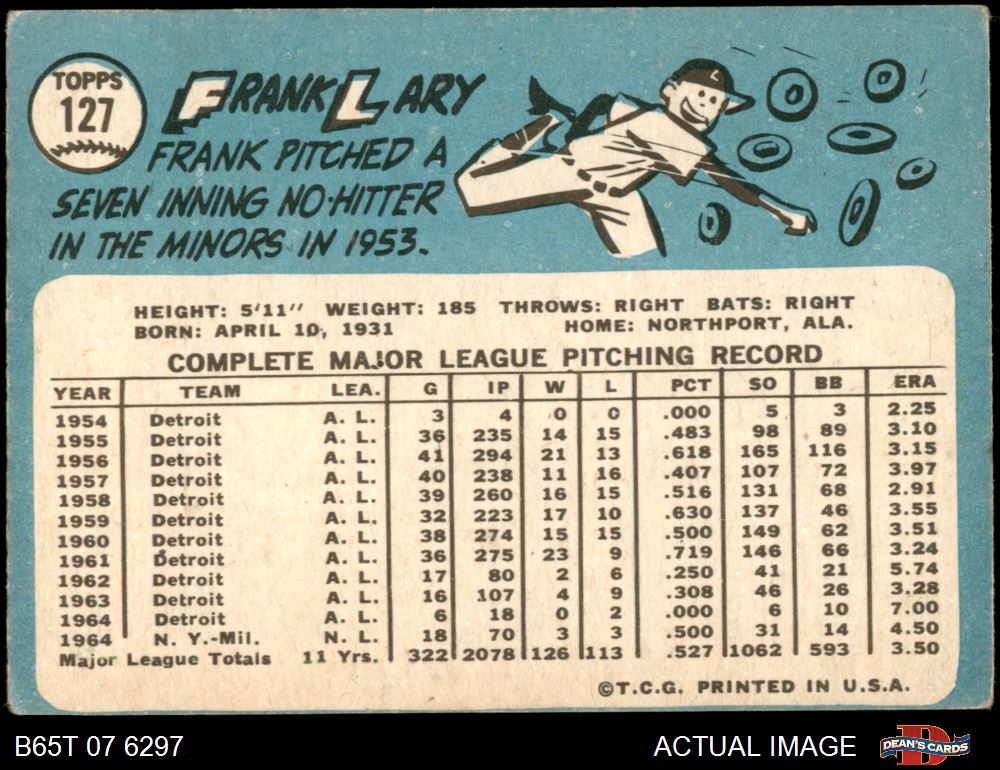 TOPPS
127
FRANK LARY
FRANK PITCHED A
SEVEN INNING NO-HITTER
IN THE MINORS IN 1953.
L
HEIGHT: 5'11" WEIGHT: 185 THROWS: RIGHT BATS: RIGHT
BORN: APRIL 10, 1931 HOME: NORTHPORT, ALA.
COMPLETE MAJOR LEAGUE PITCHING RECORD
YEAR TEAM LEA. G IP W L PCT SO BB ERA
1954 Detroit A. L. 3 4 0 0 .000 5 3 2.25
1955 Detroit A. L. 36 235 14 15 .483 98 89 3.10
1956 Detroit A. L. 41 294 21 13 .618 165 116 3.15
1957 Detroit A. L. 40 238 11 16 .407 107 72 3.97
1958 Detroit A. L. 39 260 16 15 .516 131 68 2.91
1959 Detroit A. L. 32 223 17 10 .630 137 46 3.55
1960 Detroit A. L. 38 274 15 15 .500 149 62 3.51
1961 Detroit A. L. 36 275 23 9 .719 146 66 3.24
1962 Detroit A. L. 17 80 2 6 .250 41 21 5.74
1963 Detroit A. L. 16 107 4 9 .308 46 26 3.28
1964 Detroit A. L. 6 18 0 2 .000 6 10 7.00
1964 N. Y.-Mil. N. L. 18 70 3 3 .500 31 14 4.50
Major League Totals 11 Yrs. 322 2078 126 113 .527 1062 593 3.50
©T.C.G. PRINTED IN U.S.A.
B65T 07 6297 ACTUAL IMAGE
D
DEAN'S CARDS